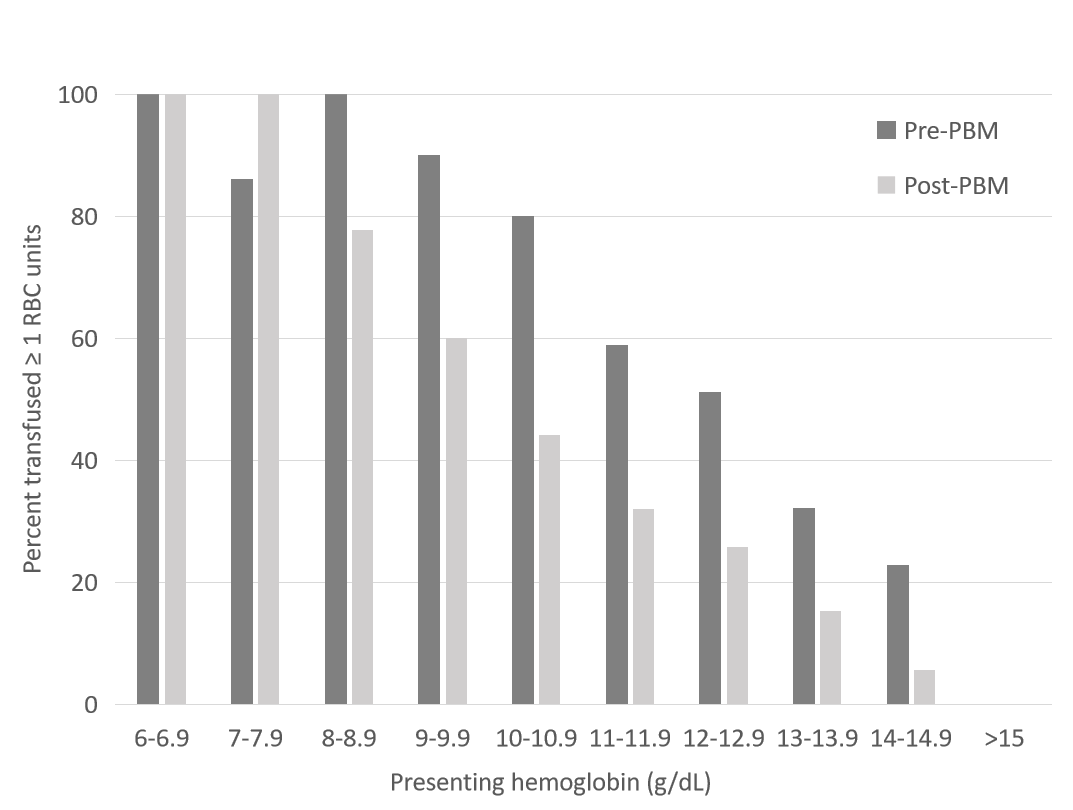 100
80
60
40
20
0
Percent transfused ≥ 1 RBC units
Pre-PBM
Post-PBM
6-6.9 7-7.9 8-8.9 9-9.9 10-10.9 11-11.9 12-12.9 13-13.9 14-14.9 >15
Presenting hemoglobin (g/dL)